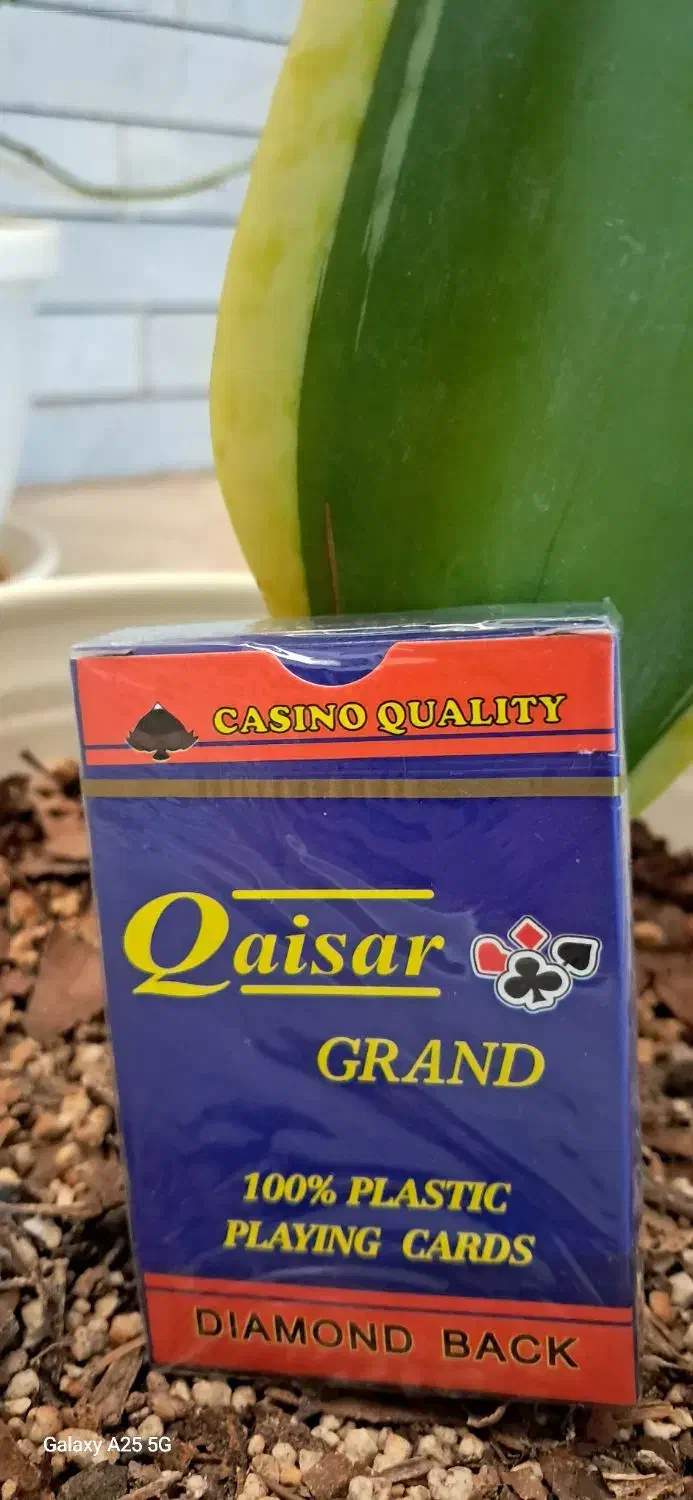 CASINO QUALITY
Qaisar
GRAND
100% PLASTIC
PLAYING CARDS
DIAMOND BACK
Galaxy A25 5G